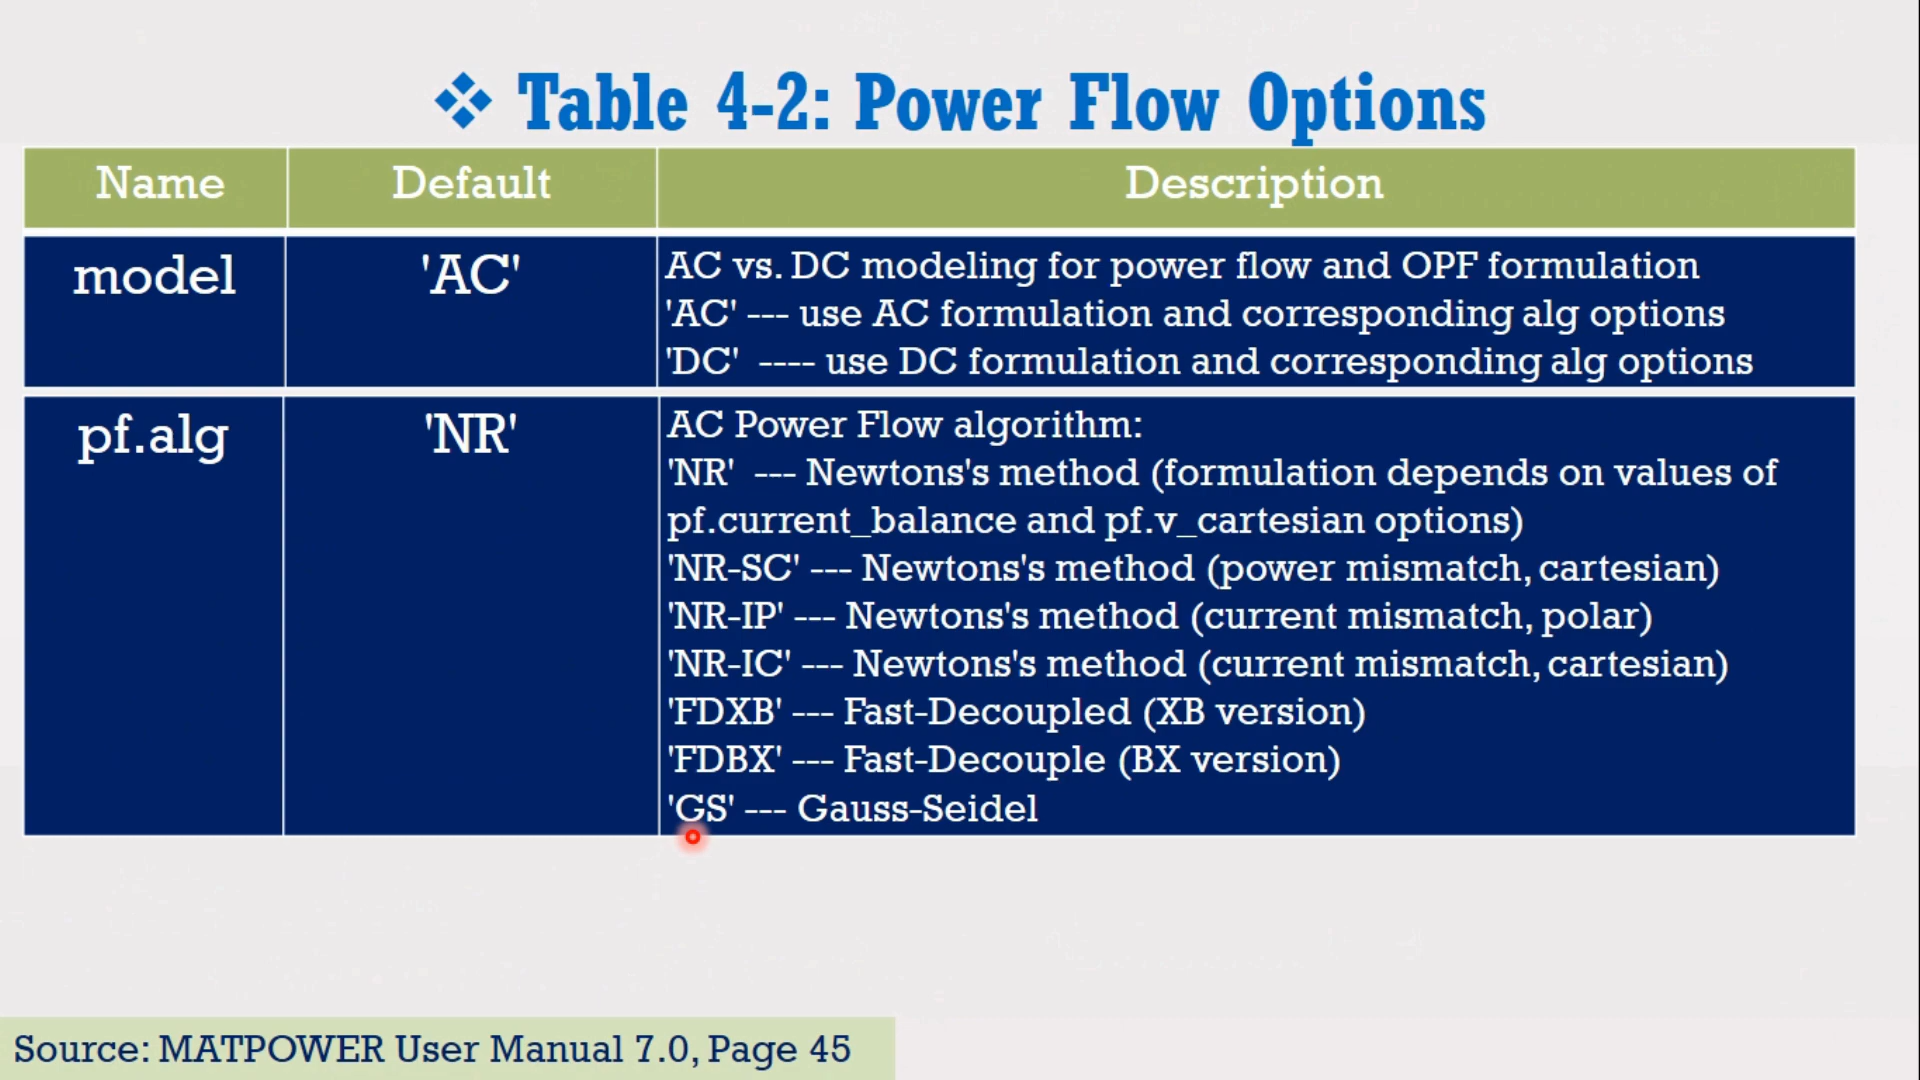 ❖ Table 4-2: Power Flow Options
Name Default Description
model 'AC' AC vs. DC modeling for power flow and OPF formulation
'AC' --- use AC formulation and corresponding alg options
'DC' ---- use DC formulation and corresponding alg options
pf.alg 'NR' AC Power Flow algorithm:
'NR' --- Newtons's method (formulation depends on values of
pf.current_balance and pf.v_cartesian options)
'NR-SC' --- Newtons's method (power mismatch, cartesian)
'NR-IP' --- Newtons's method (current mismatch, polar)
'NR-IC' --- Newtons's method (current mismatch, cartesian)
'FDXB' --- Fast-Decoupled (XB version)
'FDBX' --- Fast-Decouple (BX version)
'GS' --- Gauss-Seidel
Source: MATPOWER User Manual 7.0, Page 45